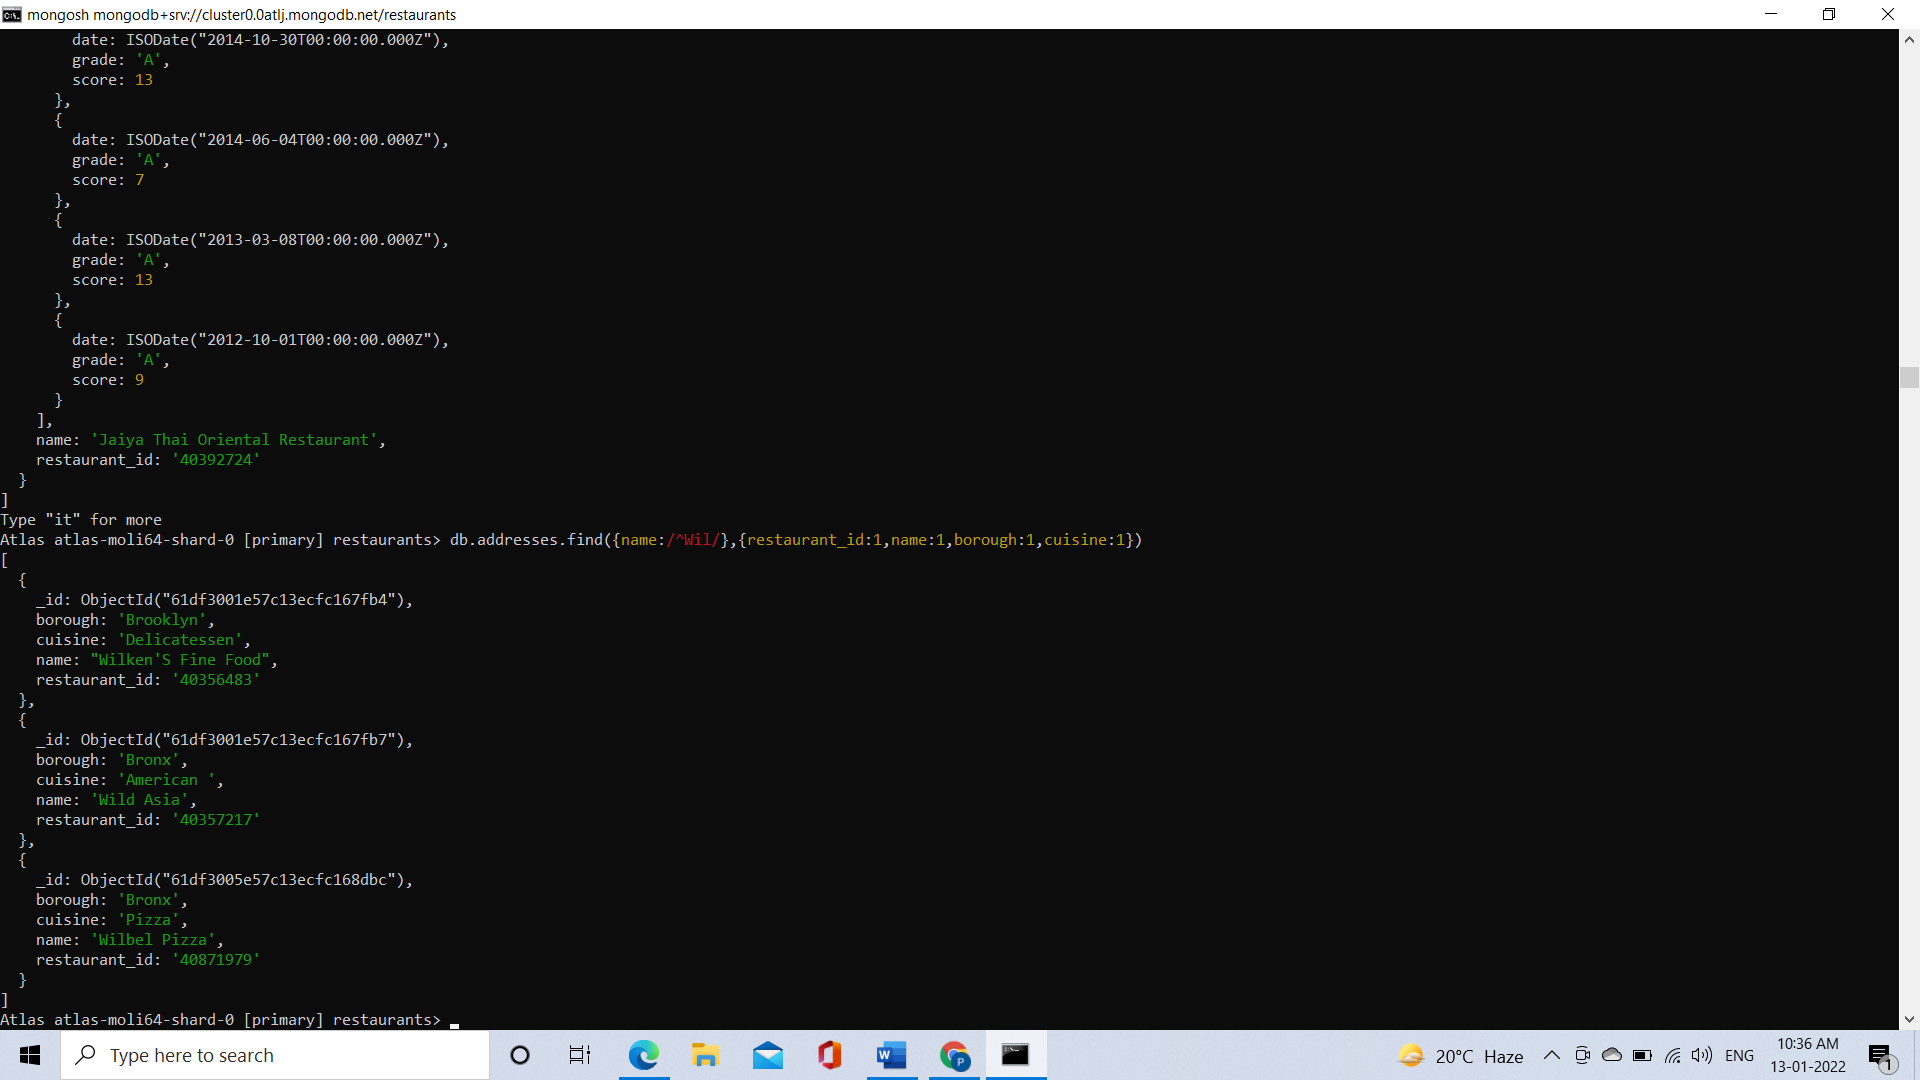 mongosh mongodb+srv://cluster0.0atlj.mongodb.net/restaurants
        date: ISODate("2014-10-30T00:00:00.000Z"),
        grade: 'A',
        score: 13
      },
      {
        date: ISODate("2014-06-04T00:00:00.000Z"),
        grade: 'A',
        score: 7
      },
      {
        date: ISODate("2013-03-08T00:00:00.000Z"),
        grade: 'A',
        score: 13
      },
      {
        date: ISODate("2012-10-01T00:00:00.000Z"),
        grade: 'A',
        score: 9
      }
    ],
    name: 'Jaiya Thai Oriental Restaurant',
    restaurant_id: '40392724'
  }
]
Type "it" for more
Atlas atlas-moli64-shard-0 [primary] restaurants> db.addresses.find({name:/^Wil/},{restaurant_id:1,name:1,borough:1,cuisine:1})
[
  {
    _id: ObjectId("61df3001e57c13ecfc167fb4"),
    borough: 'Brooklyn',
    cuisine: 'Delicatessen',
    name: "Wilken'S Fine Food",
    restaurant_id: '40356483'
  },
  {
    _id: ObjectId("61df3001e57c13ecfc167fb7"),
    borough: 'Bronx',
    cuisine: 'American ',
    name: 'Wild Asia',
    restaurant_id: '40357217'
  },
  {
    _id: ObjectId("61df3005e57c13ecfc168dbc"),
    borough: 'Bronx',
    cuisine: 'Pizza',
    name: 'Wilbel Pizza',
    restaurant_id: '40871979'
  }
]
Atlas atlas-moli64-shard-0 [primary] restaurants>
Type here to search
20°C Haze
ENG
10:36 AM
13-01-2022
1